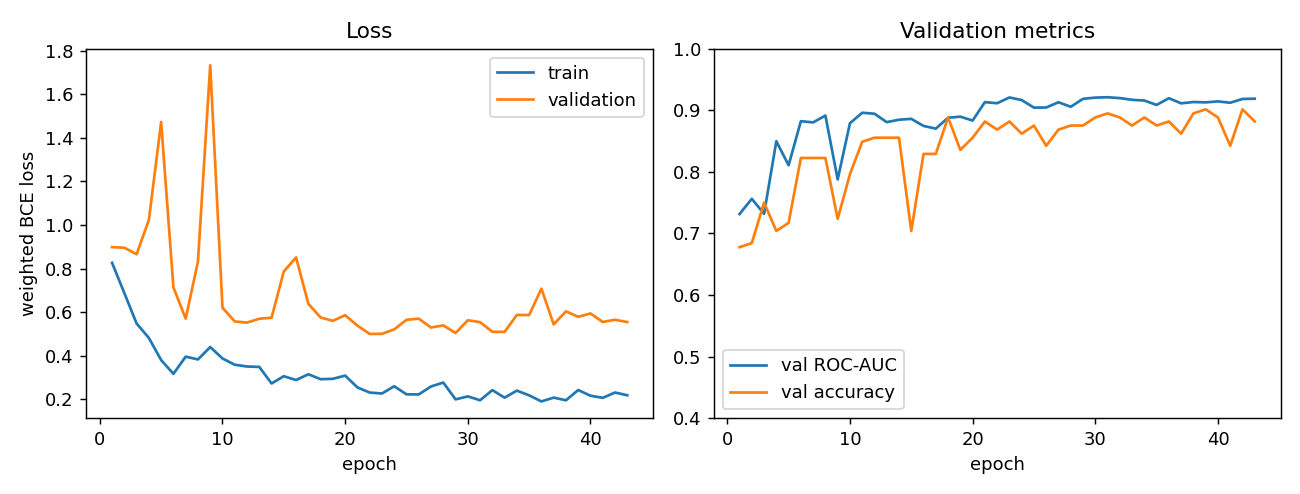 Loss
1.8
1.6
1.4
1.2
1.0
0.8
0.6
0.4
0.2
weighted BCE loss
train
validation
0 10 20 30 40
epoch
Validation metrics
1.0
0.9
0.8
0.7
0.6
0.5
0.4
val ROC-AUC
val accuracy
0 10 20 30 40
epoch